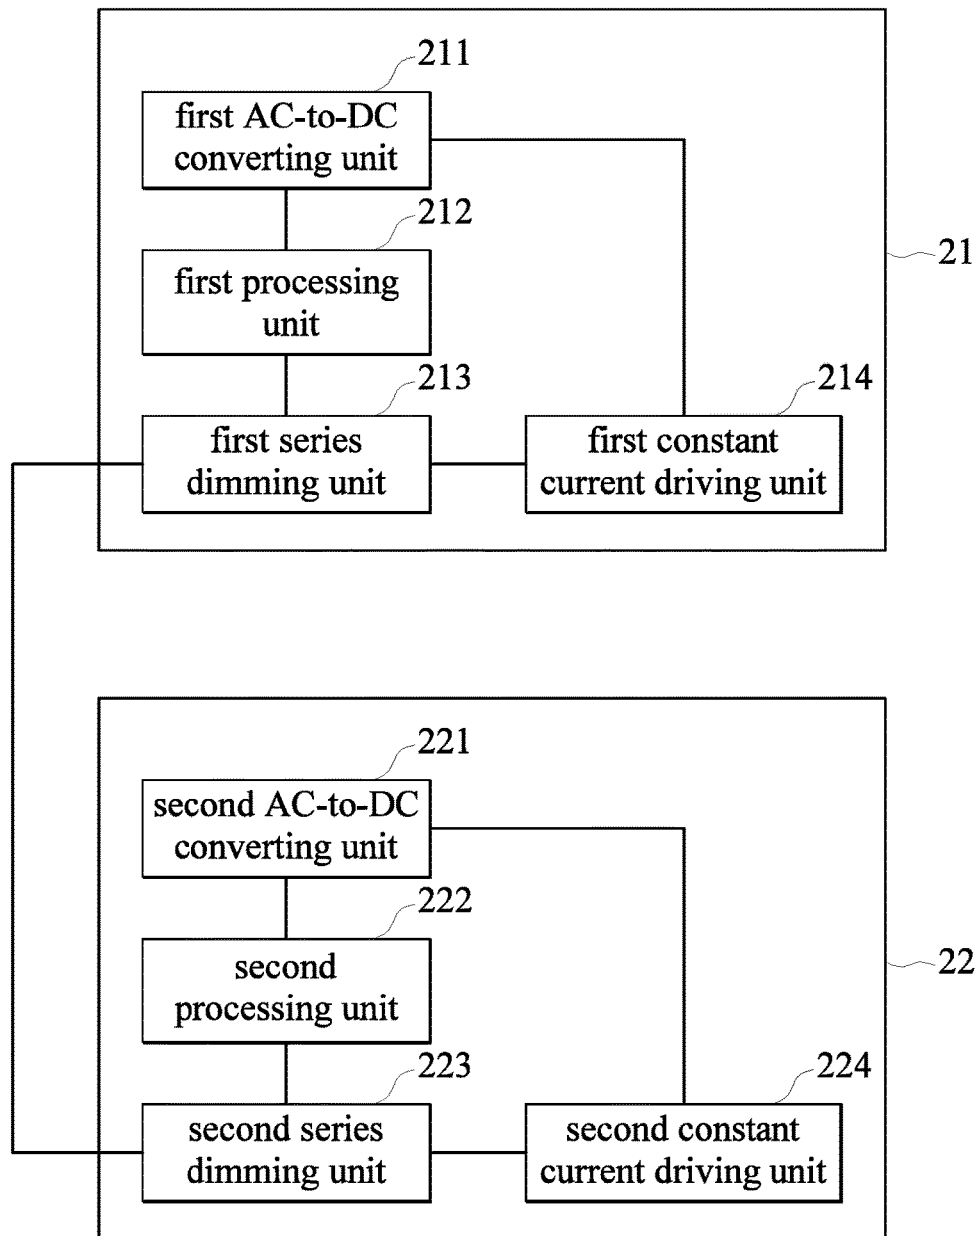 211
first AC-to-DC
converting unit
212
21
first processing
unit
213
214
first series
dimming unit
first constant
current driving unit
221
second AC-to-DC
converting unit
222
22
second
processing unit
223
224
second series
dimming unit
second constant
current driving unit